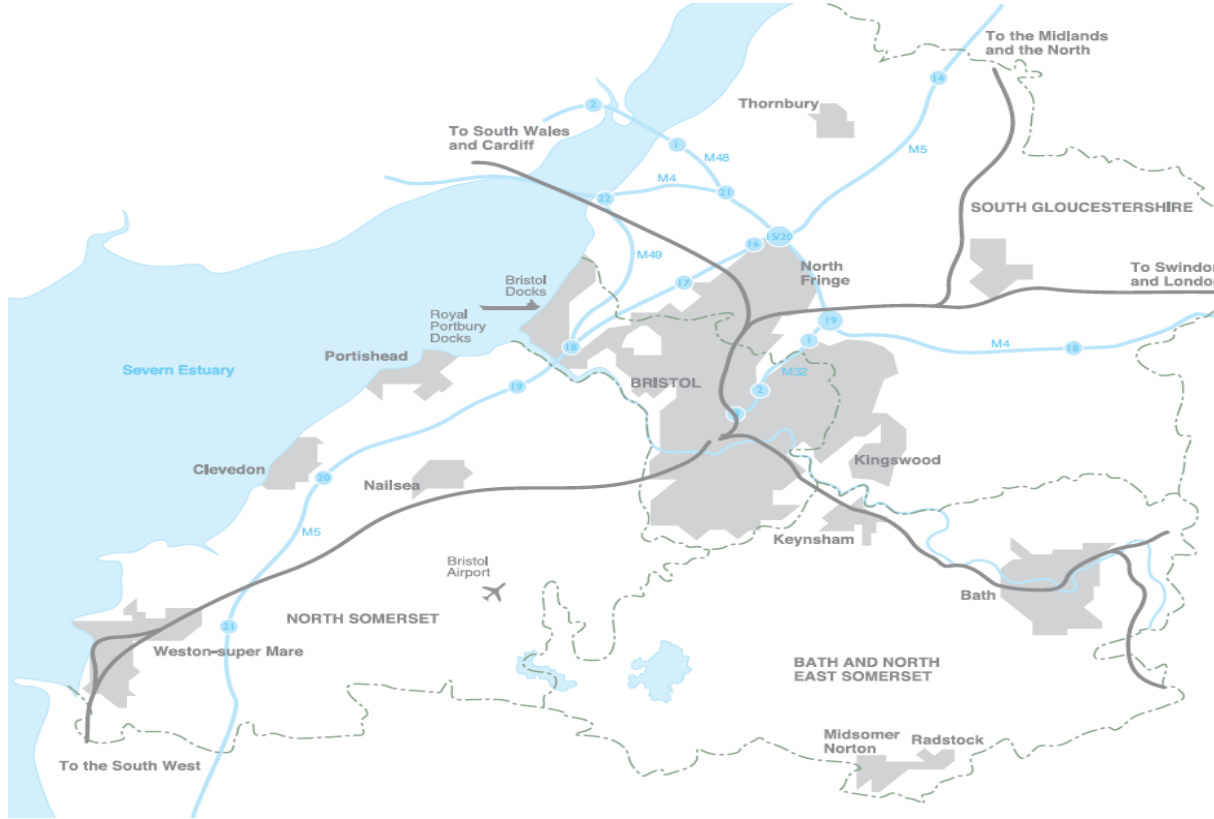 To the Midlands
and the North
14
Thornbury
2
To South Wales
and Cardiff
1
M48
M5
M4
21
22
SOUTH GLOUCESTERSHIRE
15/20
16
M49
North
Fringe
To Swindon
and London
Bristol
Docks
17
Royal
Portbury
Docks
19
1
18
M4
18
Portishead
Severn Estuary
M32
19
BRISTOL
2
Clevedon
20
Nailsea
Kingswood
M5
Keynsham
Bristol
Airport
Bath
NORTH SOMERSET
21
Weston-super Mare
BATH AND NORTH
EAST SOMERSET
Midsomer
Norton
Radstock
To the South West